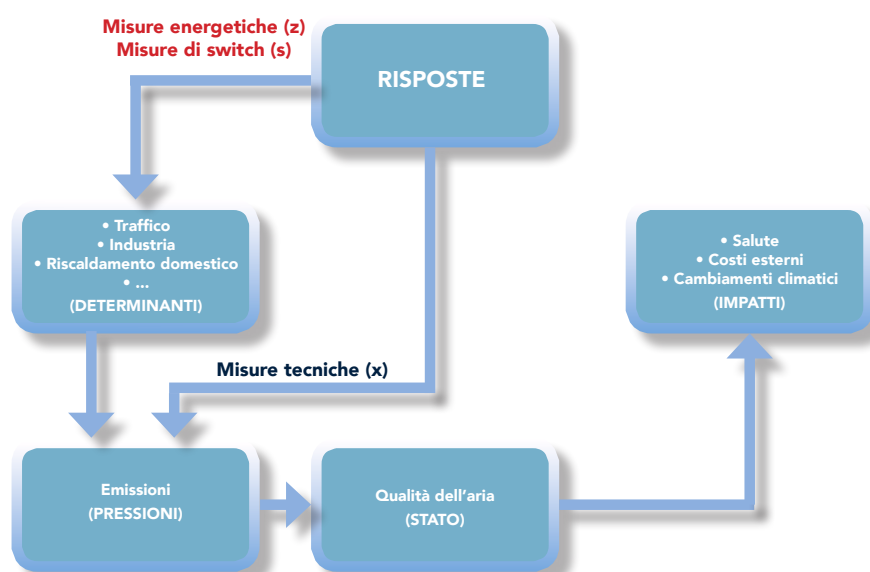 Misure energetiche (z)
Misure di switch (s)
RISPOSTE
• Traffico
• Industria
• Riscaldamento domestico
• ...
(DETERMINANTI)
• Salute
• Costi esterni
• Cambiamenti climatici
(IMPATTI)
Misure tecniche (x)
Emissioni
(PRESSIONI)
Qualità dell'aria
(STATO)